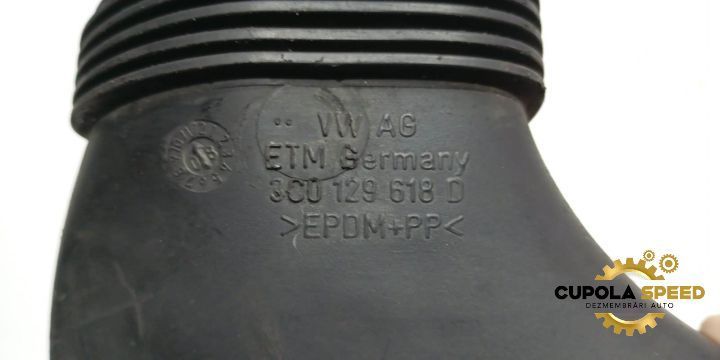 VW AG
ETM Germany
3C0 129 618 D
>EPDM+PP<
CUPOLA SPEED
DEZMEMBRĂRI AUTO